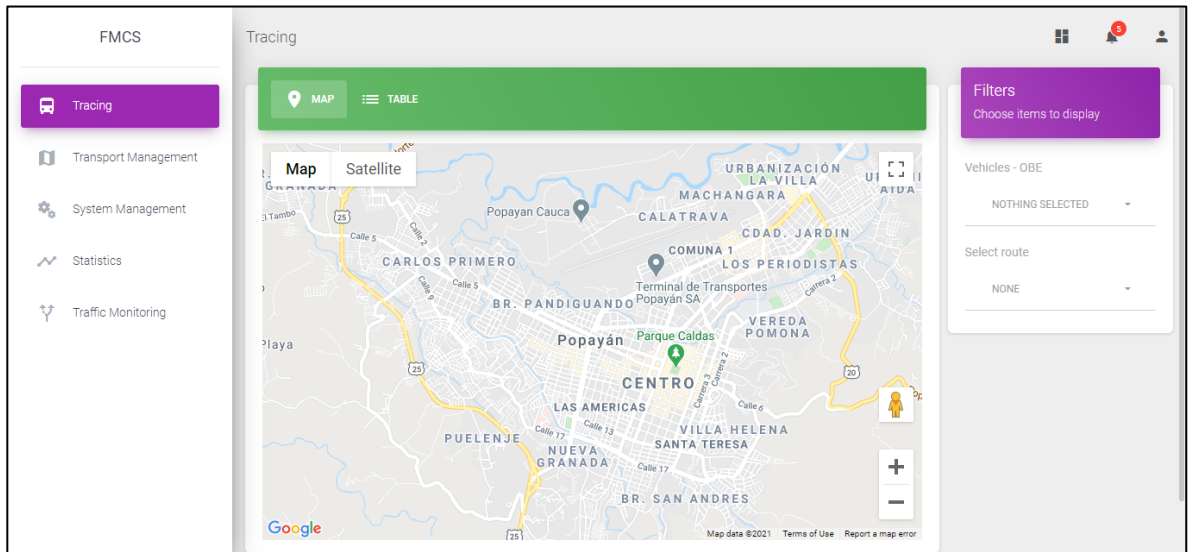 FMCS
Tracing
5
Tracing
Transport Management
System Management
Statistics
Traffic Monitoring
MAP
TABLE
Filters
Choose items to display
Vehicles - OBE
NOTHING SELECTED
Select route
NONE
Map
Satellite
GRANADA
URBANIZACIÓN
LA VILLA
AIDA
MACHANGARA
El Tambo
25
Popayan Cauca
CALATRAVA
Calle 5
Calle 2
CDAD. JARDIN
COMUNA 1
CARLOS PRIMERO
LOS PERIODISTAS
Calle 9
Calle 5
Terminal de Transportes
Popayán SA
Carrera 2
BR. PANDIGUANDO
VEREDA
POMONA
Playa
Popayán
Parque Caldas
25
20
CENTRO
Carrera 3
Carrera 2
LAS AMERICAS
Calle 6
Calle 17
Calle 13
VILLA HELENA
PUELENJE
SANTA TERESA
NUEVA
GRANADA
Calle 17
BR. SAN ANDRES
Google
25
Map data ©2021
Terms of Use
Report a map error